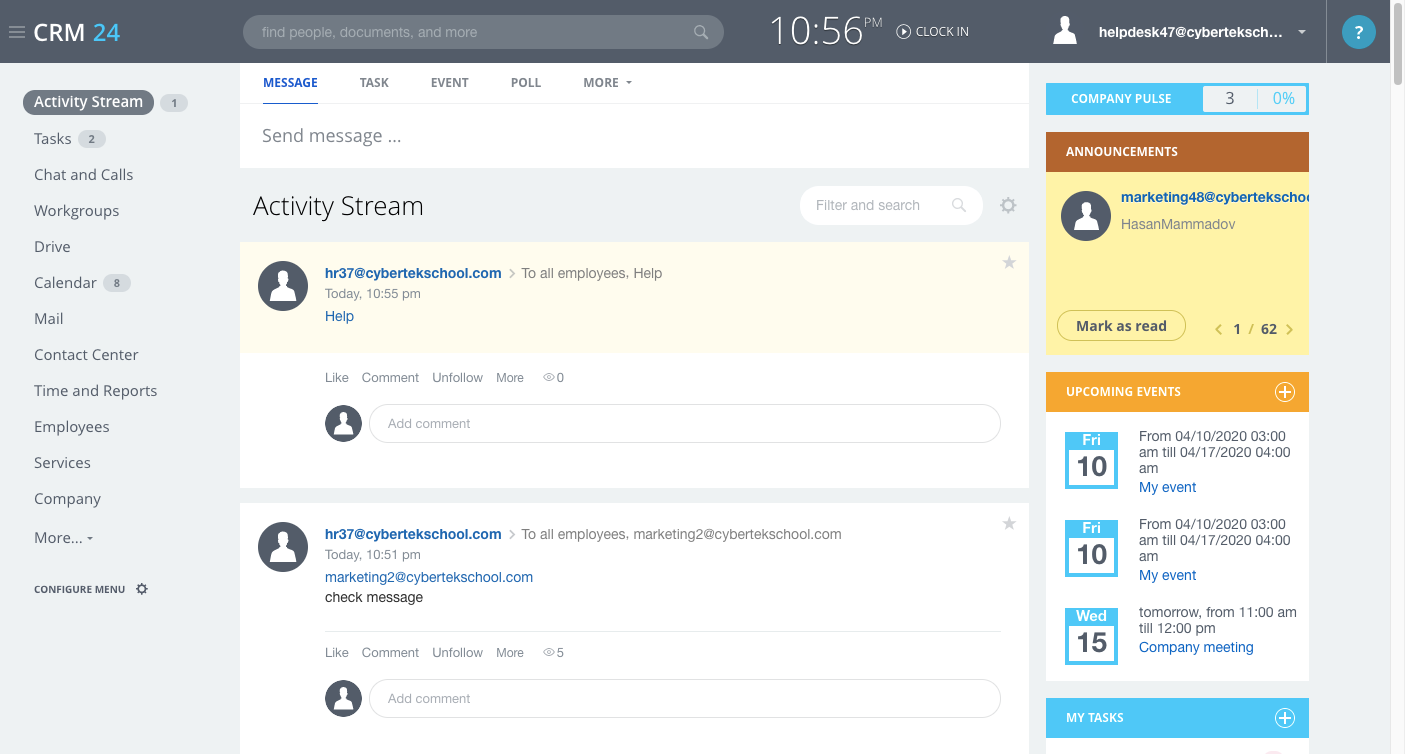 CRM 24
find people, documents, and more
10:56 PM
CLOCK IN
helpdesk47@cyberteksch...
?
Activity Stream 1
Tasks 2
Chat and Calls
Workgroups
Drive
Calendar 8
Mail
Contact Center
Time and Reports
Employees
Services
Company
More...
CONFIGURE MENU
MESSAGE TASK EVENT POLL MORE
Send message ...
Activity Stream
Filter and search
hr37@cybertekschool.com To all employees, Help
Today, 10:55 pm
Help
Like Comment Unfollow More 0
Add comment
hr37@cybertekschool.com To all employees, marketing2@cybertekschool.com
Today, 10:51 pm
marketing2@cybertekschool.com
check message
Like Comment Unfollow More 5
Add comment
COMPANY PULSE 3 0%
ANNOUNCEMENTS
marketing48@cybertekschoo
HasanMammadov
Mark as read
1 / 62
UPCOMING EVENTS
Fri
10
From 04/10/2020 03:00
am till 04/17/2020 04:00
am
My event
Fri
10
From 04/10/2020 03:00
am till 04/17/2020 04:00
am
My event
Wed
15
tomorrow, from 11:00 am
till 12:00 pm
Company meeting
MY TASKS